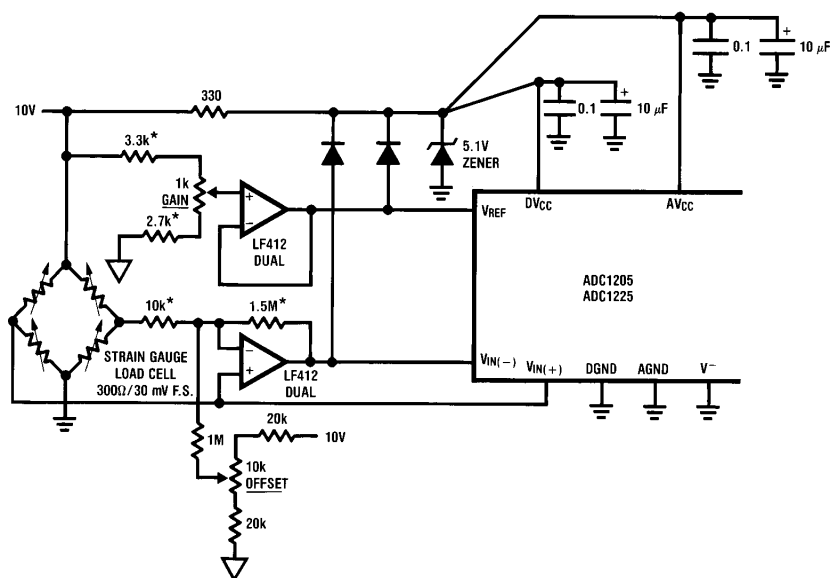 0.1
10 μF
+
330
10V
0.1
10 μF
+
3.3k*
5.1V
ZENER
1k
GAIN
+
−
DVCC
AVCC
VREF
2.7k*
LF412
DUAL
ADC1205
ADC1225
10k*
1.5M*
−
+
STRAIN GAUGE
LOAD CELL
300Ω/30 mV F.S.
LF412
DUAL
VIN(−)
VIN(+)
DGND
AGND
V−
20k
10V
1M
10k
OFFSET
20k